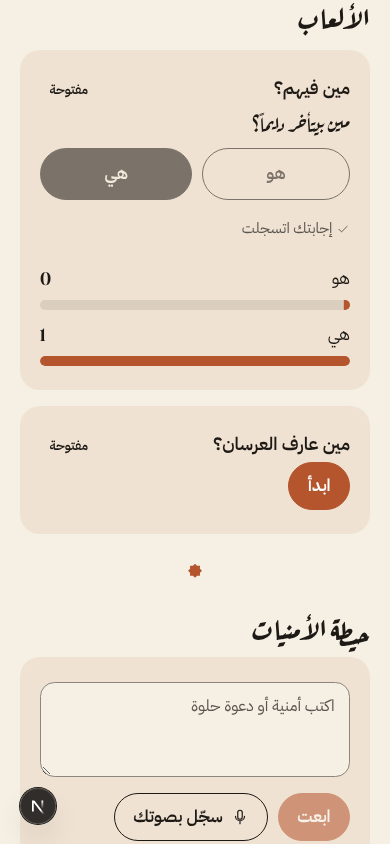 الألعاب
مين فيهم؟ مفتوحة
مين بيتأخر دايماً؟
هو هي
✓ إجابتك اتسجلت
هو 0
هي 1
مين عارف العرسان؟ مفتوحة
ابدأ
حيطة الأمنيات
اكتب أمنية أو دعوة حلوة
ابعت سجّل بصوتك
N